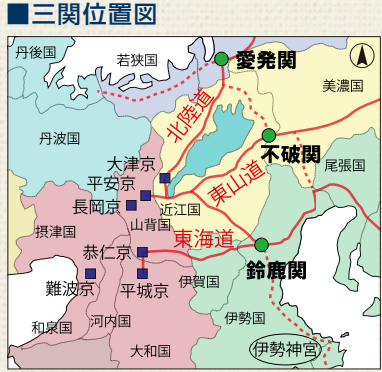 ■三関位置図
丹後国
若狭国
愛発関
美濃国
北陸道
丹波国
不破関
大津京
尾張国
平安京
東山道
長岡京
近江国
摂津国
山背国
東海道
恭仁京
鈴鹿関
難波京
平城京
伊賀国
伊勢国
和泉国
河内国
大和国
伊勢神宮